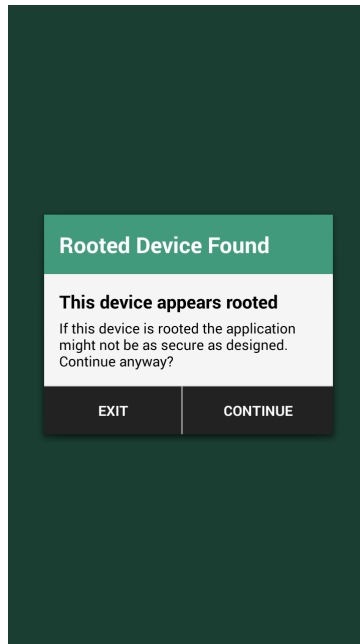 Rooted Device Found
This device appears rooted
If this device is rooted the application
might not be as secure as designed.
Continue anyway?
EXIT
CONTINUE